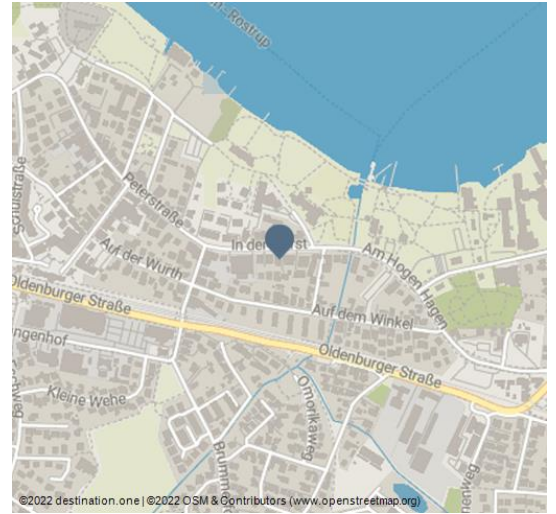 - Rostrup
Schulstraße
Peterstraße
In der
st
Am Hogen Hagen
Auf der Wurth
Oldenburger Straße
Auf dem Winkel
Oldenburger Straße
ngenhof
Kleine Wehe
Omorikaweg
©2022 destination.one | ©2022 OSM & Contributors (www.openstreetmap.org)